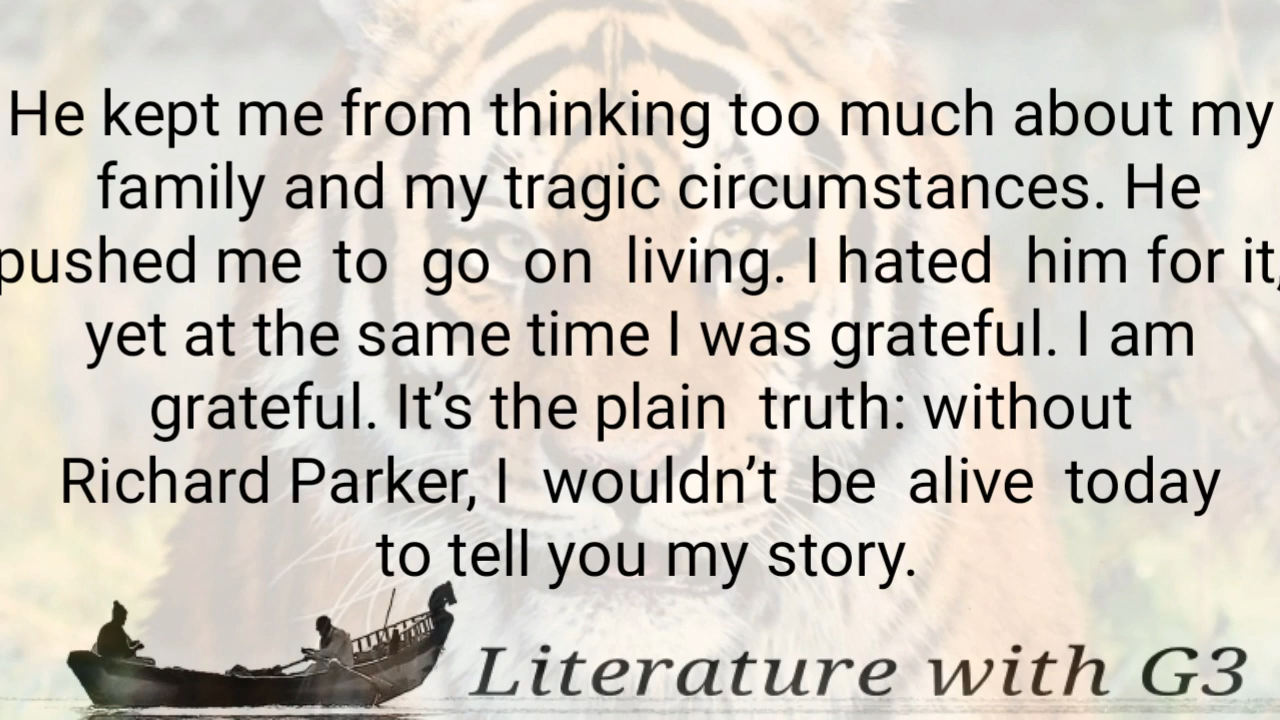 He kept me from thinking too much about my
family and my tragic circumstances. He
pushed me to go on living. I hated him for it,
yet at the same time I was grateful. I am
grateful. It’s the plain truth: without
Richard Parker, I wouldn’t be alive today
to tell you my story.
Literature with G3